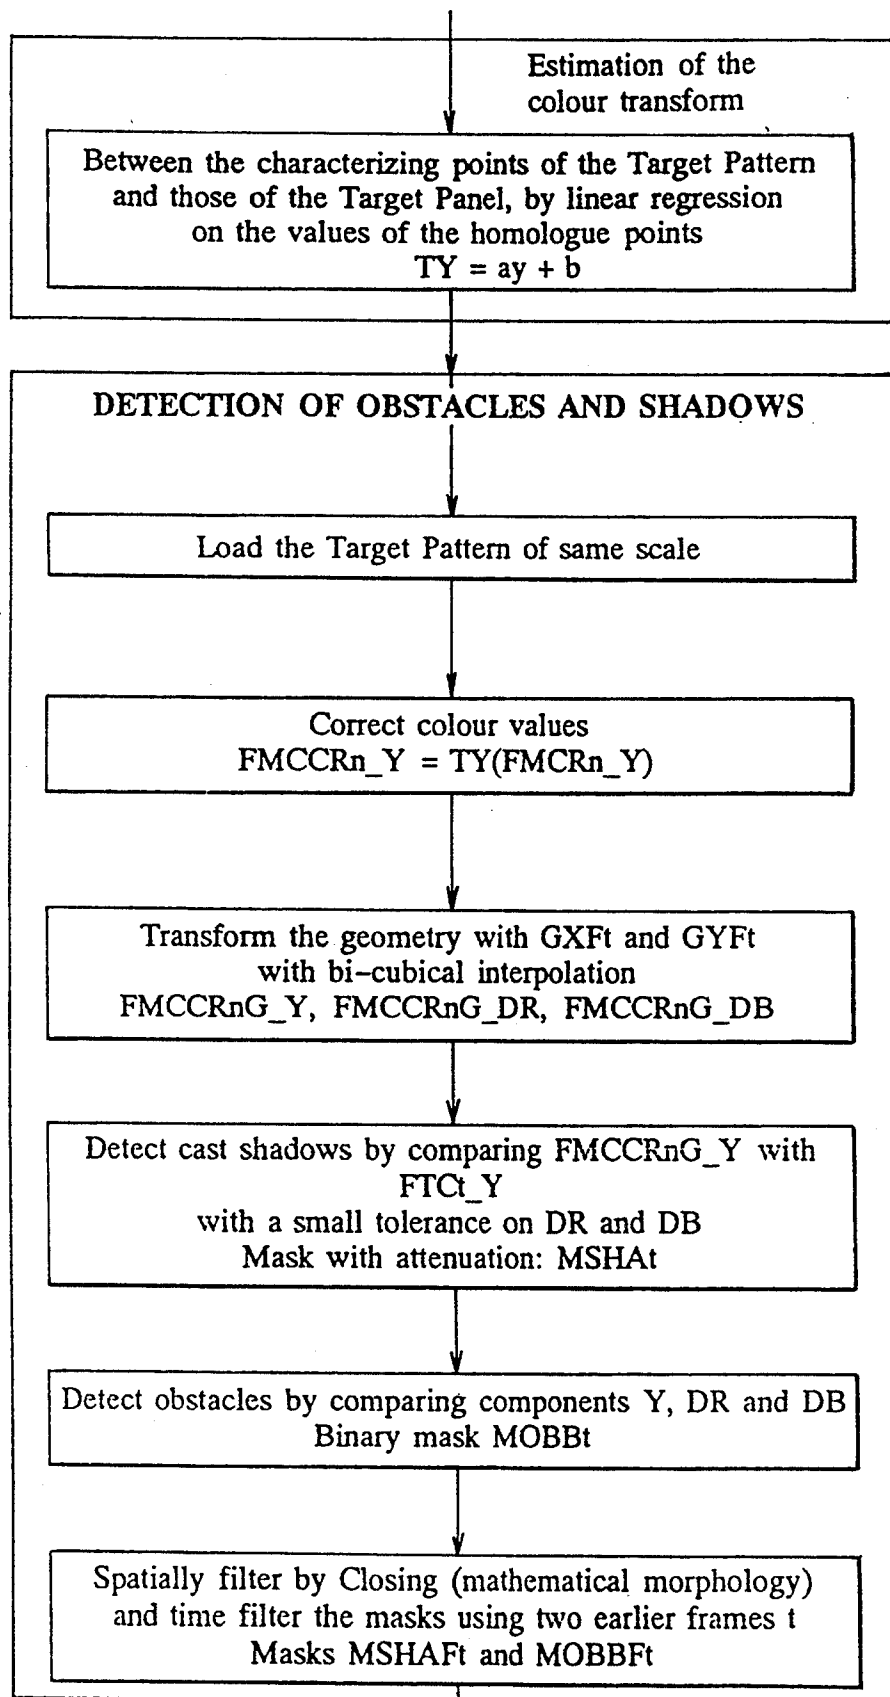 Estimation of the
colour transform
Between the characterizing points of the Target Pattern
and those of the Target Panel, by linear regression
on the values of the homologue points
TY = ay + b
DETECTION OF OBSTACLES AND SHADOWS
Load the Target Pattern of same scale
Correct colour values
FMCCRn_Y = TY(FMCRn_Y)
Transform the geometry with GXFt and GYFt
with bi-cubical interpolation
FMCCRnG_Y, FMCCRnG_DR, FMCCRnG_DB
Detect cast shadows by comparing FMCCRnG_Y with
FTCt_Y
with a small tolerance on DR and DB
Mask with attenuation: MSHAt
Detect obstacles by comparing components Y, DR and DB
Binary mask MOBBt
Spatially filter by Closing (mathematical morphology)
and time filter the masks using two earlier frames t
Masks MSHAFt and MOBBFt